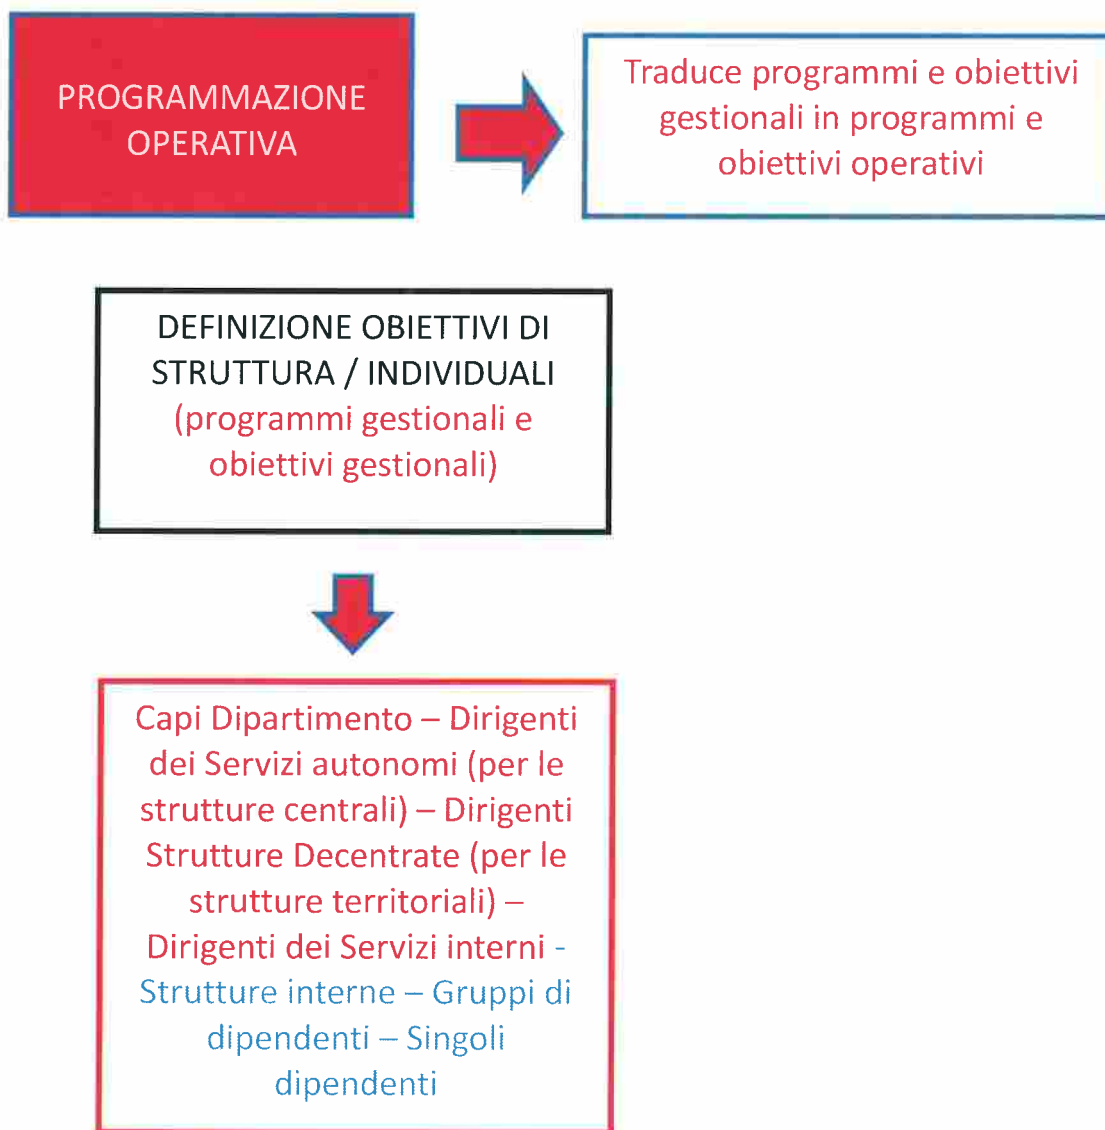 PROGRAMMAZIONE
OPERATIVA
Traduce programmi e obiettivi
gestionali in programmi e
obiettivi operativi
DEFINIZIONE OBIETTIVI DI
STRUTTURA / INDIVIDUALI
(programmi gestionali e
obiettivi gestionali)
Capi Dipartimento – Dirigenti
dei Servizi autonomi (per le
strutture centrali) – Dirigenti
Strutture Decentrate (per le
strutture territoriali) –
Dirigenti dei Servizi interni -
Strutture interne – Gruppi di
dipendenti – Singoli
dipendenti